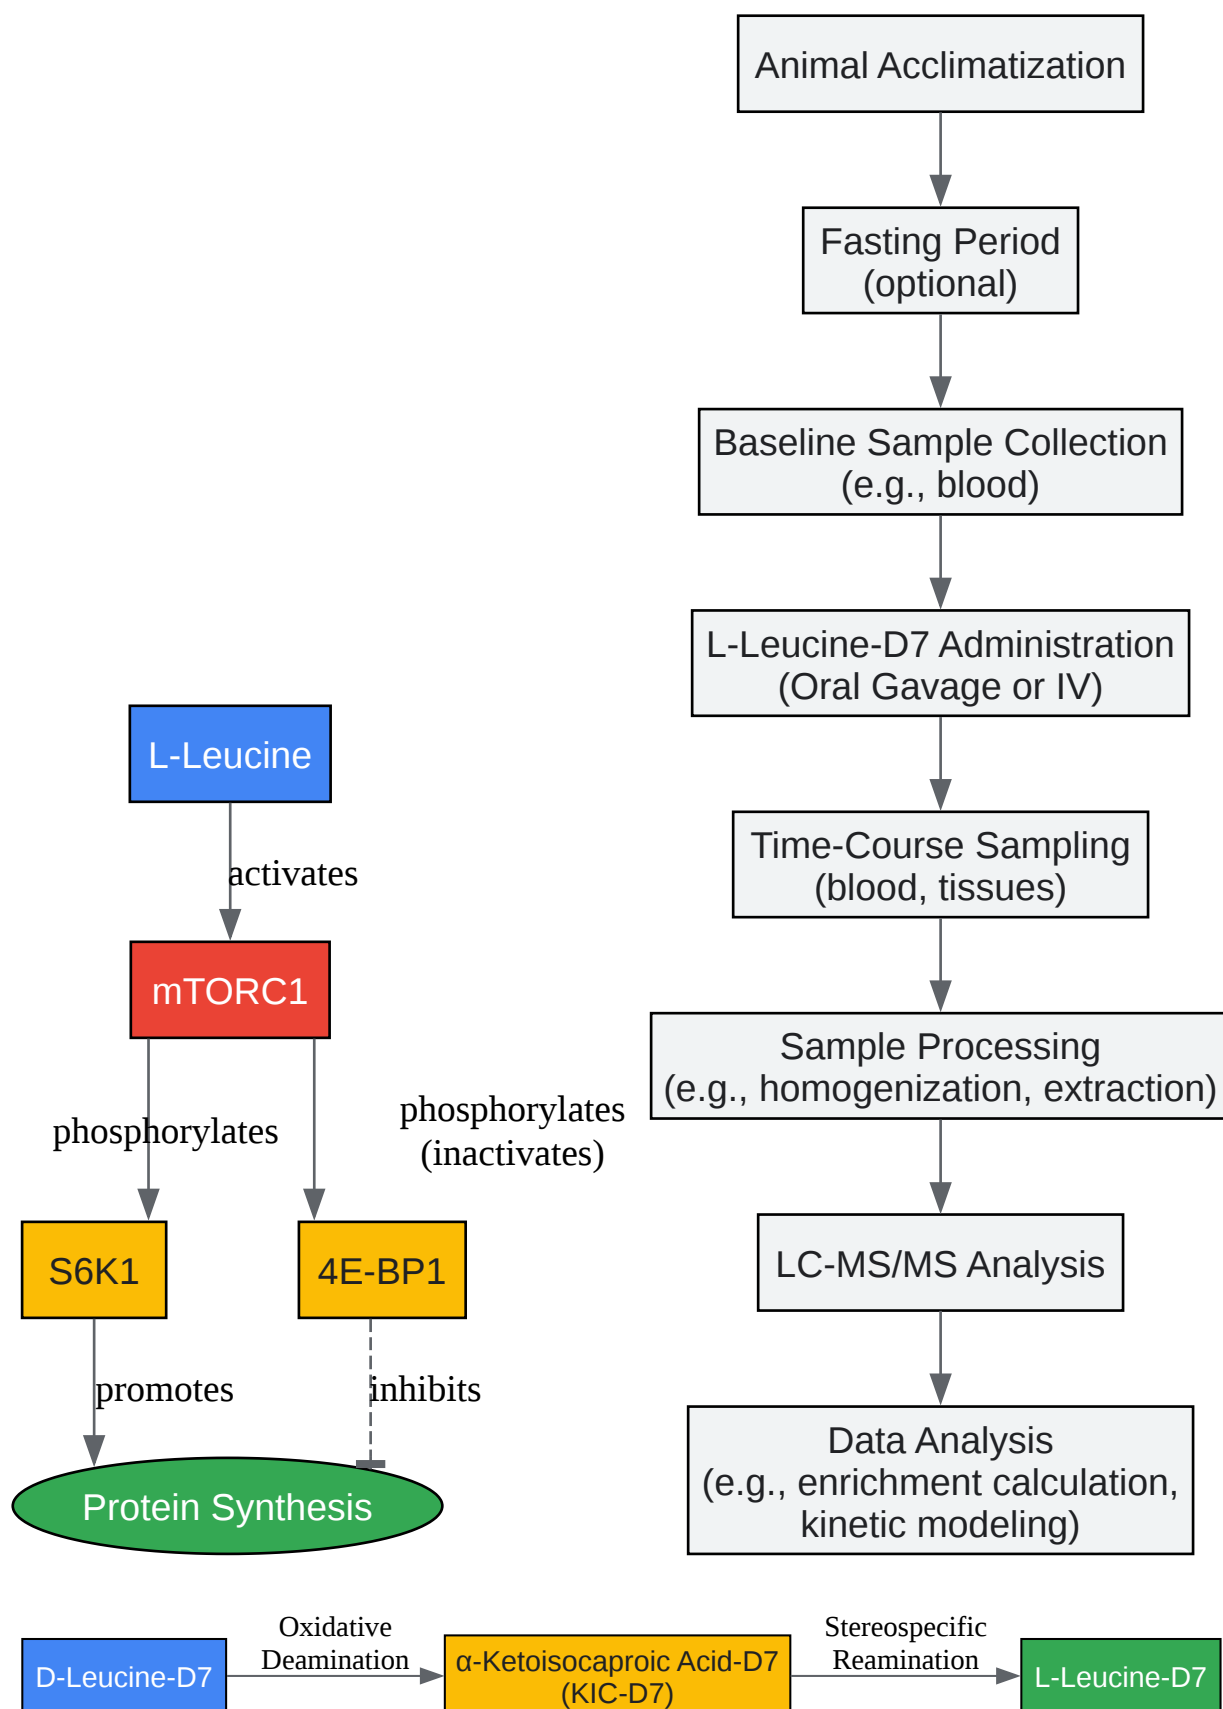 Animal Acclimatization
Fasting Period
(optional)
Baseline Sample Collection
(e.g., blood)
L-Leucine-D7 Administration
(Oral Gavage or IV)
Time-Course Sampling
(blood, tissues)
Sample Processing
(e.g., homogenization, extraction)
LC-MS/MS Analysis
Data Analysis
(e.g., enrichment calculation,
kinetic modeling)
L-Leucine
activates
mTORC1
phosphorylates
phosphorylates
(inactivates)
S6K1
4E-BP1
promotes
inhibits
Protein Synthesis
D-Leucine-D7
Oxidative
Deamination
α-Ketoisocaproic Acid-D7
(KIC-D7)
Stereospecific
Reamination
L-Leucine-D7